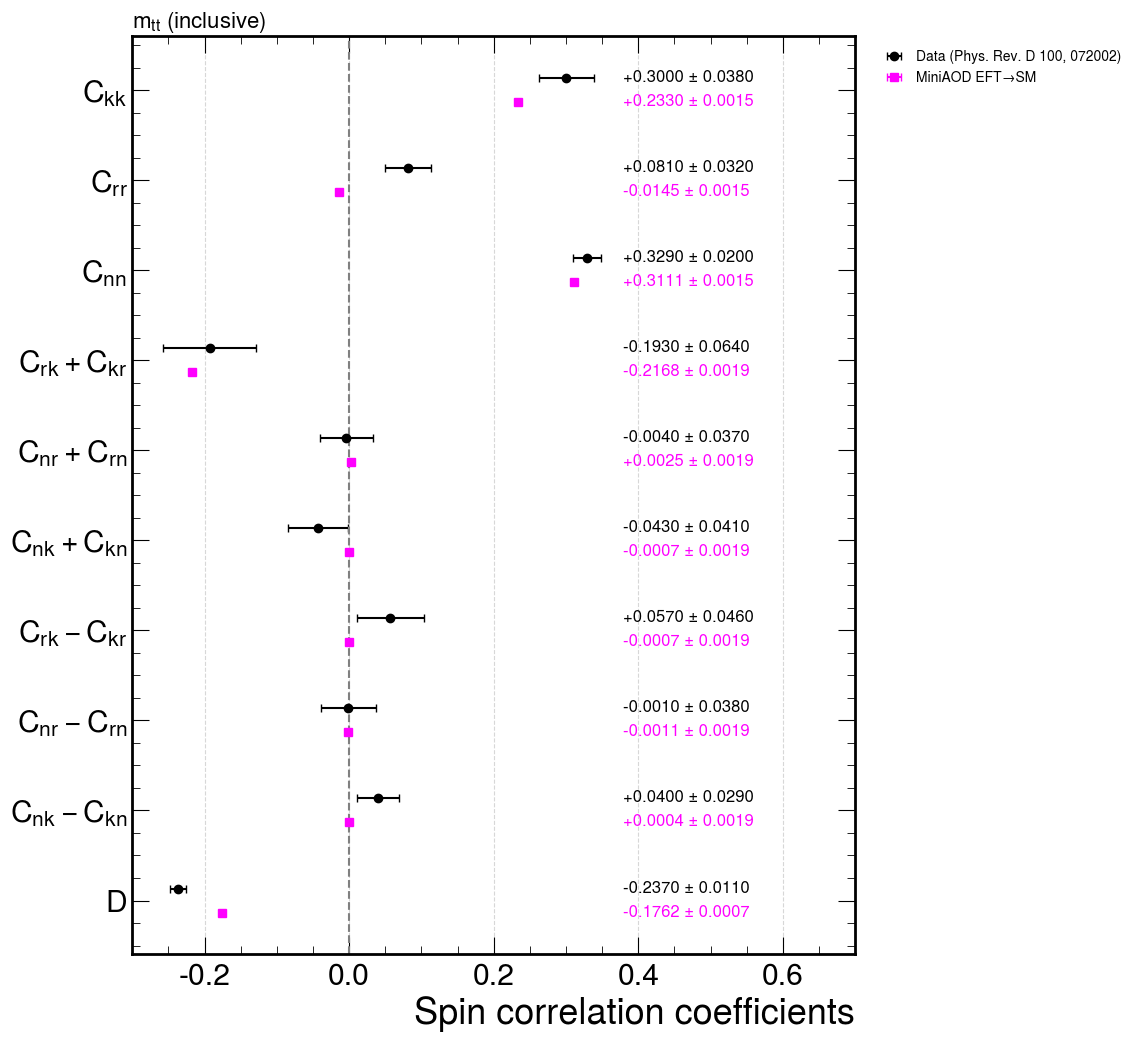 m_tt (inclusive)
Data (Phys. Rev. D 100, 072002)
MiniAOD EFT→SM
C_kk
+0.3000 ± 0.0380
+0.2330 ± 0.0015
C_rr
+0.0810 ± 0.0320
-0.0145 ± 0.0015
C_nn
+0.3290 ± 0.0200
+0.3111 ± 0.0015
C_rk + C_kr
-0.1930 ± 0.0640
-0.2168 ± 0.0019
C_nr + C_rn
-0.0040 ± 0.0370
+0.0025 ± 0.0019
C_nk + C_kn
-0.0430 ± 0.0410
-0.0007 ± 0.0019
C_rk − C_kr
+0.0570 ± 0.0460
-0.0007 ± 0.0019
C_nr − C_rn
-0.0010 ± 0.0380
-0.0011 ± 0.0019
C_nk − C_kn
+0.0400 ± 0.0290
+0.0004 ± 0.0019
D
-0.2370 ± 0.0110
-0.1762 ± 0.0007
-0.2 0.0 0.2 0.4 0.6
Spin correlation coefficients